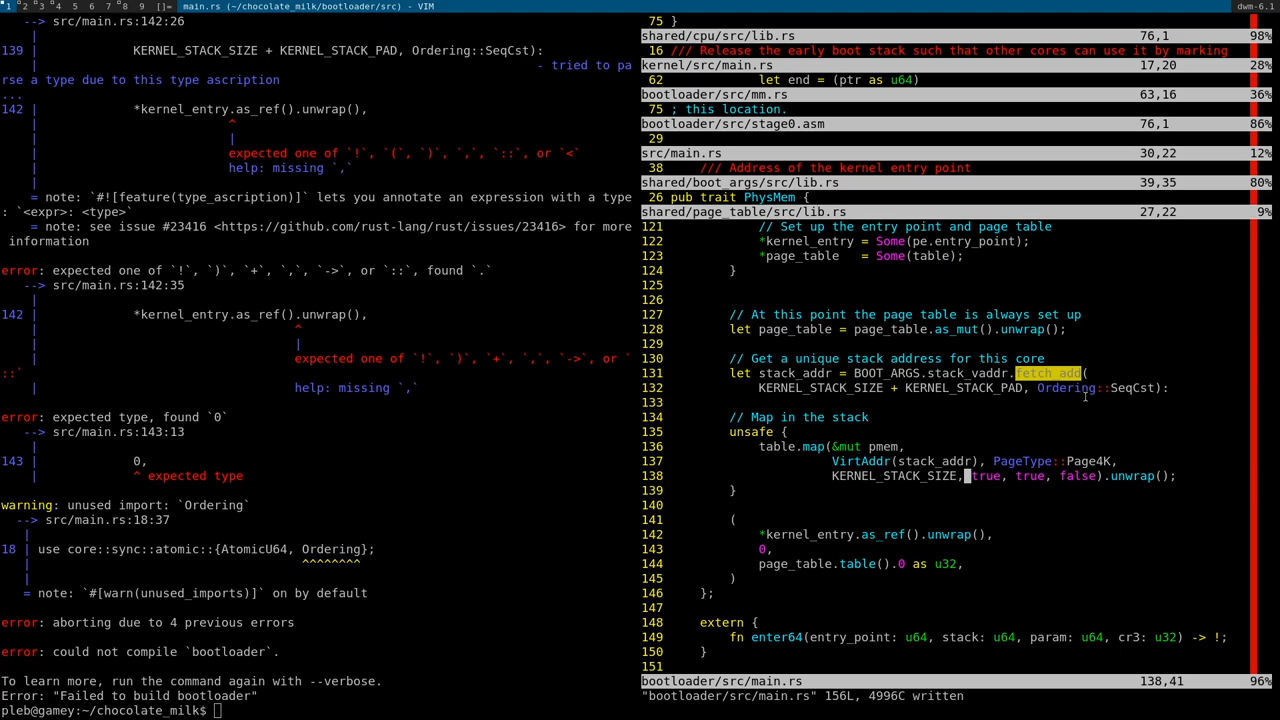 1 2 3 4 5 6 7 8 9 []= main.rs (~/chocolate_milk/bootloader/src) - VIM dwm-6.1
--> src/main.rs:142:26
|
139 | KERNEL_STACK_SIZE + KERNEL_STACK_PAD, Ordering::SeqCst):
| - tried to pa
rse a type due to this type ascription
...
142 | *kernel_entry.as_ref().unwrap(),
| ^
| |
| expected one of `!`, `(`, `)`, `,`, `::`, or `<`
| help: missing `,`
|
= note: `#![feature(type_ascription)]` lets you annotate an expression with a type
: `<expr>: <type>`
= note: see issue #23416 <https://github.com/rust-lang/rust/issues/23416> for more
information
error: expected one of `!`, `)`, `+`, `,`, `->`, or `::`, found `.`
--> src/main.rs:142:35
|
142 | *kernel_entry.as_ref().unwrap(),
| ^
| |
| expected one of `!`, `)`, `+`, `,`, `->`, or `
::`
| help: missing `,`
error: expected type, found `0`
--> src/main.rs:143:13
|
143 | 0,
| ^ expected type
warning: unused import: `Ordering`
--> src/main.rs:18:37
|
18 | use core::sync::atomic::{AtomicU64, Ordering};
| ^^^^^^^^
|
= note: `#[warn(unused_imports)]` on by default
error: aborting due to 4 previous errors
error: could not compile `bootloader`.
To learn more, run the command again with --verbose.
Error: "Failed to build bootloader"
pleb@gamey:~/chocolate_milk$
75 }
shared/cpu/src/lib.rs 76,1 98%
16 /// Release the early boot stack such that other cores can use it by marking
kernel/src/main.rs 17,20 28%
62 let end = (ptr as u64)
bootloader/src/mm.rs 63,16 36%
75 ; this location.
bootloader/src/stage0.asm 76,1 86%
29
src/main.rs 30,22 12%
38 /// Address of the kernel entry point
shared/boot_args/src/lib.rs 39,35 80%
26 pub trait PhysMem {
shared/page_table/src/lib.rs 27,22 9%
121 // Set up the entry point and page table
122 *kernel_entry = Some(pe.entry_point);
123 *page_table   = Some(table);
124 }
125
126
127 // At this point the page table is always set up
128 let page_table = page_table.as_mut().unwrap();
129
130 // Get a unique stack address for this core
131 let stack_addr = BOOT_ARGS.stack_vaddr.fetch_add(
132 KERNEL_STACK_SIZE + KERNEL_STACK_PAD, Ordering::SeqCst):
133
134 // Map in the stack
135 unsafe {
136 table.map(&mut pmem,
137 VirtAddr(stack_addr), PageType::Page4K,
138 KERNEL_STACK_SIZE, true, true, false).unwrap();
139 }
140
141 (
142 *kernel_entry.as_ref().unwrap(),
143 0,
144 page_table.table().0 as u32,
145 )
146 };
147
148 extern {
149 fn enter64(entry_point: u64, stack: u64, param: u64, cr3: u32) -> !;
150 }
151
bootloader/src/main.rs 138,41 96%
"bootloader/src/main.rs" 156L, 4996C written